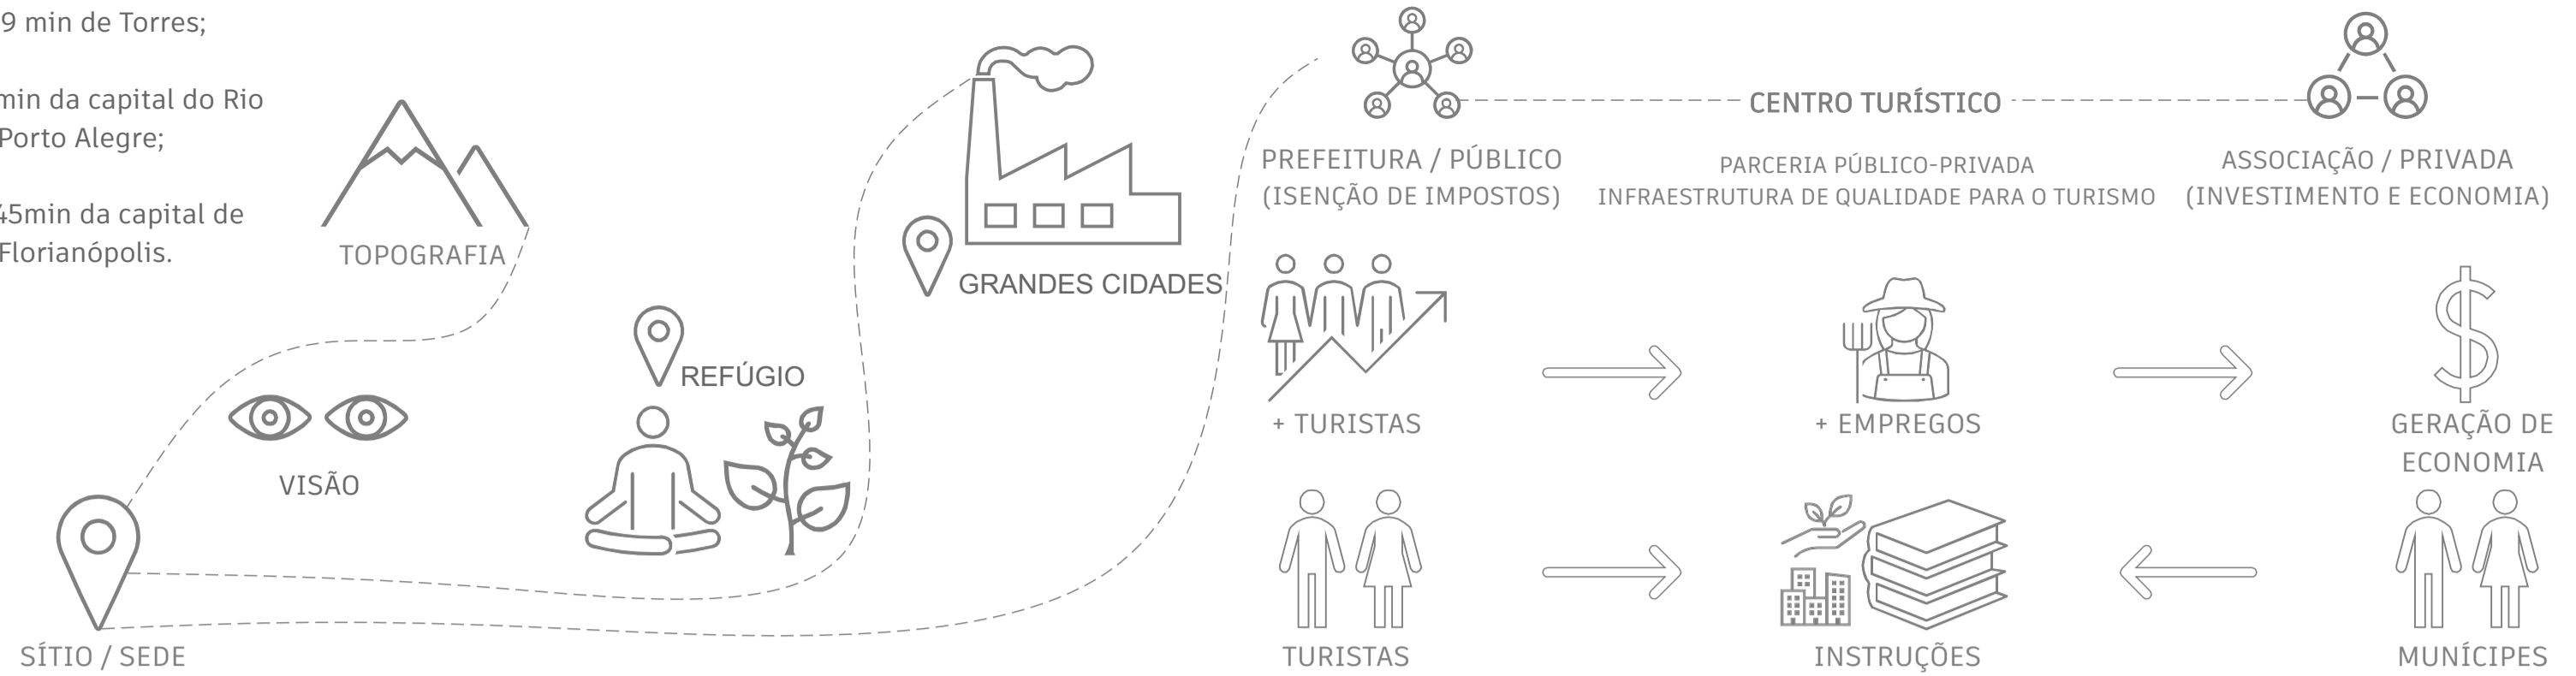 9 min de Torres;
min da capital do Rio
Porto Alegre;
45min da capital de
Florianópolis.
TOPOGRAFIA
VISÃO
SÍTIO / SEDE
REFÚGIO
GRANDES CIDADES
CENTRO TURÍSTICO
PREFEITURA / PÚBLICO
(ISENÇÃO DE IMPOSTOS)
PARCERIA PÚBLICO-PRIVADA
INFRAESTRUTURA DE QUALIDADE PARA O TURISMO
ASSOCIAÇÃO / PRIVADA
(INVESTIMENTO E ECONOMIA)
+ TURISTAS
+ EMPREGOS
GERAÇÃO DE
ECONOMIA
TURISTAS
INSTRUÇÕES
MUNÍCIPES